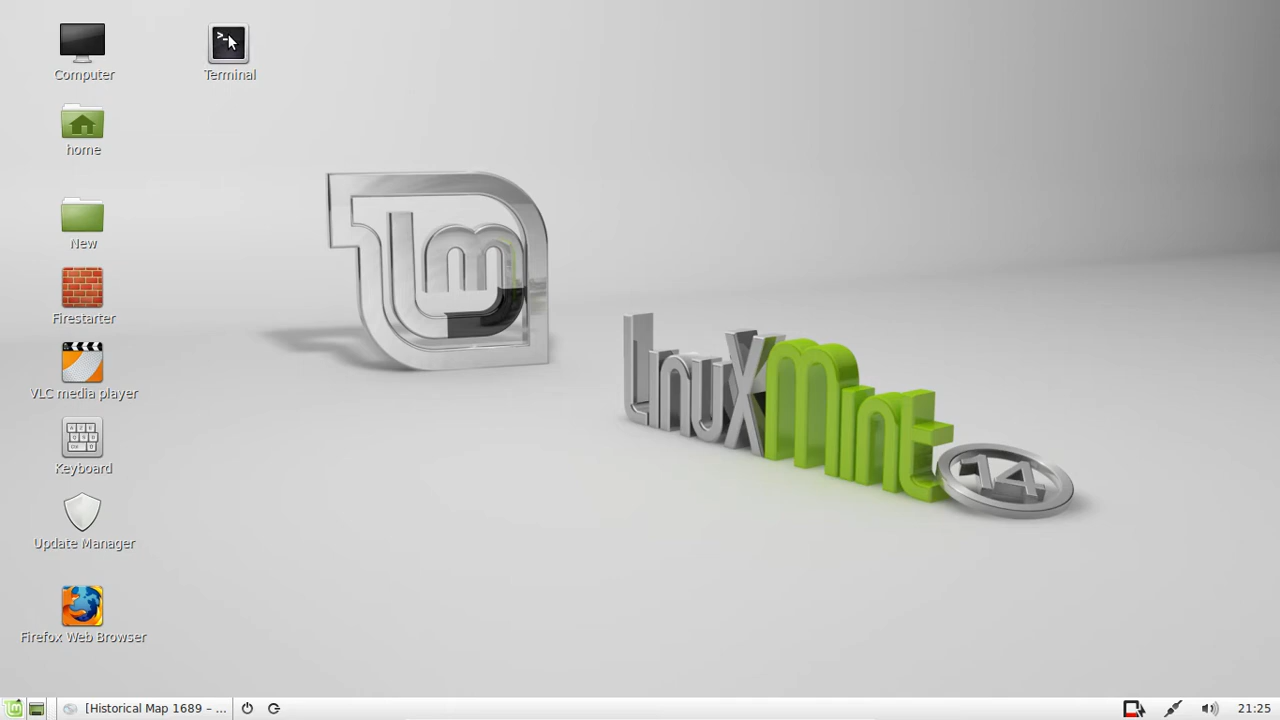 Computer
Terminal
home
New
Firestarter
VLC media player
Keyboard
Update Manager
Firefox Web Browser
lm
LinuxMint 14
[Historical Map 1689 – ...
21:25